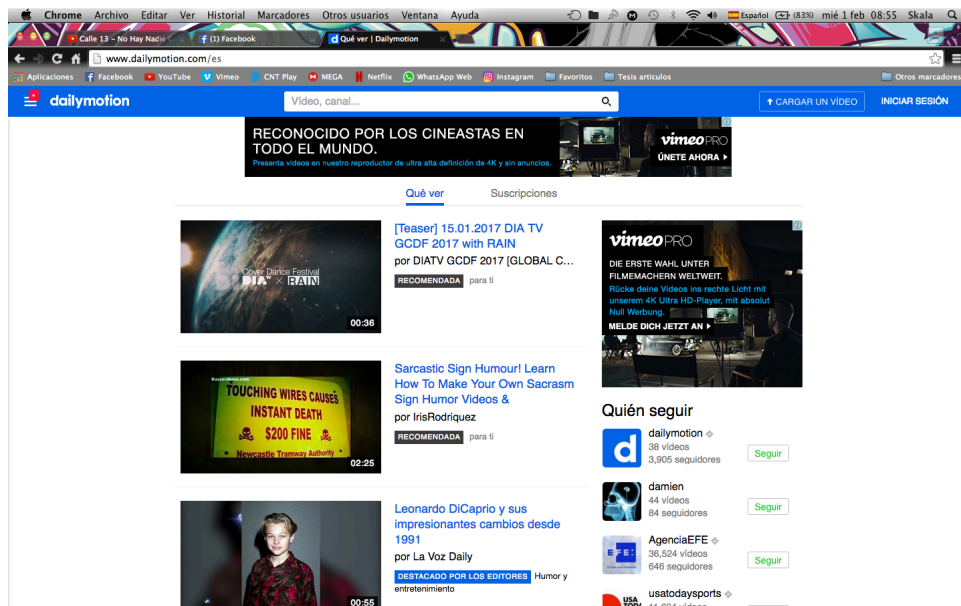 Chrome Archivo Editar Ver Historial Marcadores Otros usuarios Ventana Ayuda Español (83%) mié 1 feb 08:55 Skala
Calle 13 - No Hay Nadie C
(1) Facebook
Qué ver | Dailymotion
www.dailymotion.com/es
Aplicaciones Facebook YouTube Vimeo CNT Play MEGA Netflix WhatsApp Web Instagram Favoritos Tesis articulos Otros marcadores
dailymotion
Vídeo, canal...
CARGAR UN VÍDEO
INICIAR SESIÓN
RECONOCIDO POR LOS CINEASTAS EN
TODO EL MUNDO.
Presenta videos en nuestro reproductor de ultra alta definición de 4K y sin anuncios.
vimeo PRO
ÚNETE AHORA
Qué ver Suscripciones
Cover Dance Festival
DIA TV × RAIN
00:36
[Teaser] 15.01.2017 DIA TV
GCDF 2017 with RAIN
por DIATV GCDF 2017 [GLOBAL C...
RECOMENDADA para ti
TOUCHING WIRES CAUSES
INSTANT DEATH
$200 FINE
Newcastle Tramway Authority
02:25
Sarcastic Sign Humour! Learn
How To Make Your Own Sacrasm
Sign Humor Videos &
por IrisRodriquez
RECOMENDADA para ti
00:55
Leonardo DiCaprio y sus
impresionantes cambios desde
1991
por La Voz Daily
DESTACADO POR LOS EDITORES Humor y
entretenimiento
vimeo PRO
DIE ERSTE WAHL UNTER
FILMEMACHERN WELTWEIT.
Rücke deine Videos ins rechte Licht mit
unserem 4K Ultra HD-Player, mit absolut
Null Werbung.
MELDE DICH JETZT AN
Quién seguir
d
dailymotion
38 vídeos
3,905 seguidores
Seguir
damien
44 vídeos
84 seguidores
Seguir
EFE:
AgenciaEFE
36,524 vídeos
646 seguidores
Seguir
USA
usatodaysports